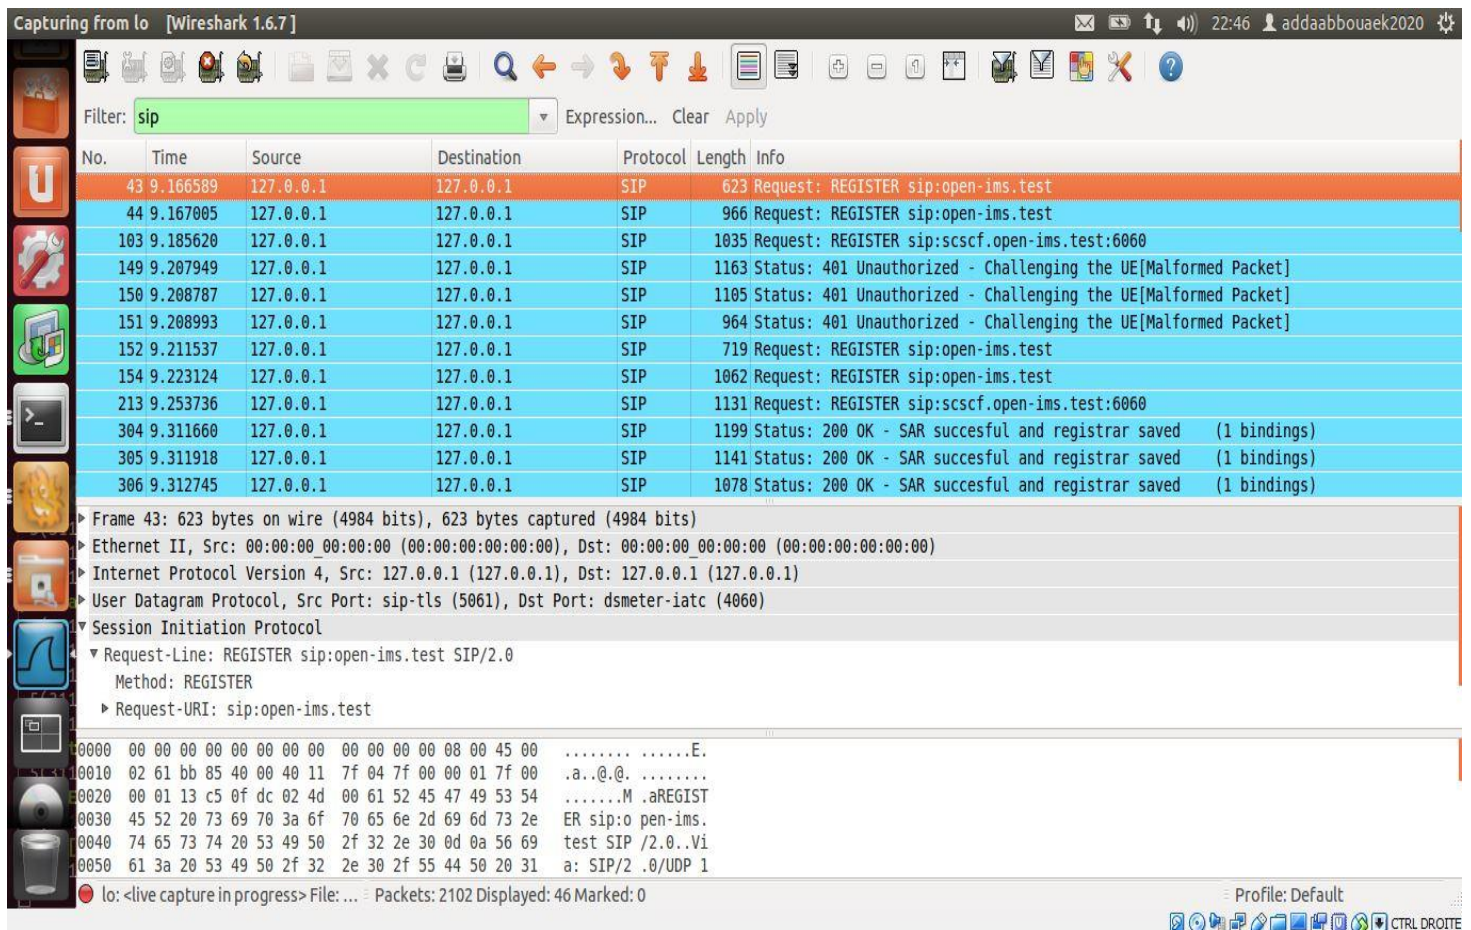 Capturing from lo [Wireshark 1.6.7]
22:46 addaabbouaek2020
Filter: sip Expression... Clear Apply
No. Time Source Destination Protocol Length Info
43 9.166589 127.0.0.1 127.0.0.1 SIP 623 Request: REGISTER sip:open-ims.test
44 9.167005 127.0.0.1 127.0.0.1 SIP 966 Request: REGISTER sip:open-ims.test
103 9.185620 127.0.0.1 127.0.0.1 SIP 1035 Request: REGISTER sip:scscf.open-ims.test:6060
149 9.207949 127.0.0.1 127.0.0.1 SIP 1163 Status: 401 Unauthorized - Challenging the UE[Malformed Packet]
150 9.208787 127.0.0.1 127.0.0.1 SIP 1105 Status: 401 Unauthorized - Challenging the UE[Malformed Packet]
151 9.208993 127.0.0.1 127.0.0.1 SIP 964 Status: 401 Unauthorized - Challenging the UE[Malformed Packet]
152 9.211537 127.0.0.1 127.0.0.1 SIP 719 Request: REGISTER sip:open-ims.test
154 9.223124 127.0.0.1 127.0.0.1 SIP 1062 Request: REGISTER sip:open-ims.test
213 9.253736 127.0.0.1 127.0.0.1 SIP 1131 Request: REGISTER sip:scscf.open-ims.test:6060
304 9.311660 127.0.0.1 127.0.0.1 SIP 1199 Status: 200 OK - SAR succesful and registrar saved (1 bindings)
305 9.311918 127.0.0.1 127.0.0.1 SIP 1141 Status: 200 OK - SAR succesful and registrar saved (1 bindings)
306 9.312745 127.0.0.1 127.0.0.1 SIP 1078 Status: 200 OK - SAR succesful and registrar saved (1 bindings)
Frame 43: 623 bytes on wire (4984 bits), 623 bytes captured (4984 bits)
Ethernet II, Src: 00:00:00_00:00:00 (00:00:00:00:00:00), Dst: 00:00:00_00:00:00 (00:00:00:00:00:00)
Internet Protocol Version 4, Src: 127.0.0.1 (127.0.0.1), Dst: 127.0.0.1 (127.0.0.1)
User Datagram Protocol, Src Port: sip-tls (5061), Dst Port: dsmeter-iatc (4060)
Session Initiation Protocol
Request-Line: REGISTER sip:open-ims.test SIP/2.0
Method: REGISTER
Request-URI: sip:open-ims.test
0000 00 00 00 00 00 00 00 00 00 00 00 00 08 00 45 00 ........ ......E.
0010 02 61 bb 85 40 00 40 11 7f 04 7f 00 00 01 7f 00 .a..@.@. ........
0020 00 01 13 c5 0f dc 02 4d 00 61 52 45 47 49 53 54 .......M .aREGIST
0030 45 52 20 73 69 70 3a 6f 70 65 6e 2d 69 6d 73 2e ER sip:o pen-ims.
0040 74 65 73 74 20 53 49 50 2f 32 2e 30 0d 0a 56 69 test SIP /2.0..Vi
0050 61 3a 20 53 49 50 2f 32 2e 30 2f 55 44 50 20 31 a: SIP/2 .0/UDP 1
lo: <live capture in progress> File: ... Packets: 2102 Displayed: 46 Marked: 0 Profile: Default
CTRL DROITE